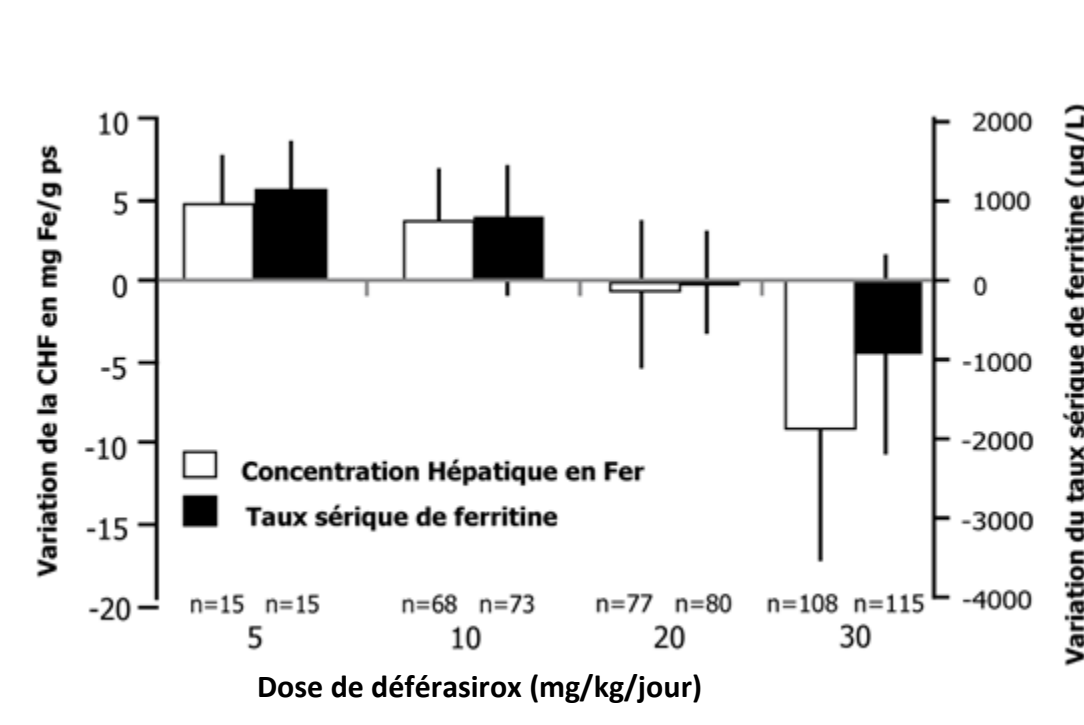 Variation de la CHF en mg Fe/g ps
10
5
0
-5
-10
-15
-20
Concentration Hépatique en Fer
Taux sérique de ferritine
2000
1000
0
-1000
-2000
-3000
-4000
Variation du taux sérique de ferritine (µg/L)
n=15 n=15 n=68 n=73 n=77 n=80 n=108 n=115
5 10 20 30
Dose de déférasirox (mg/kg/jour)